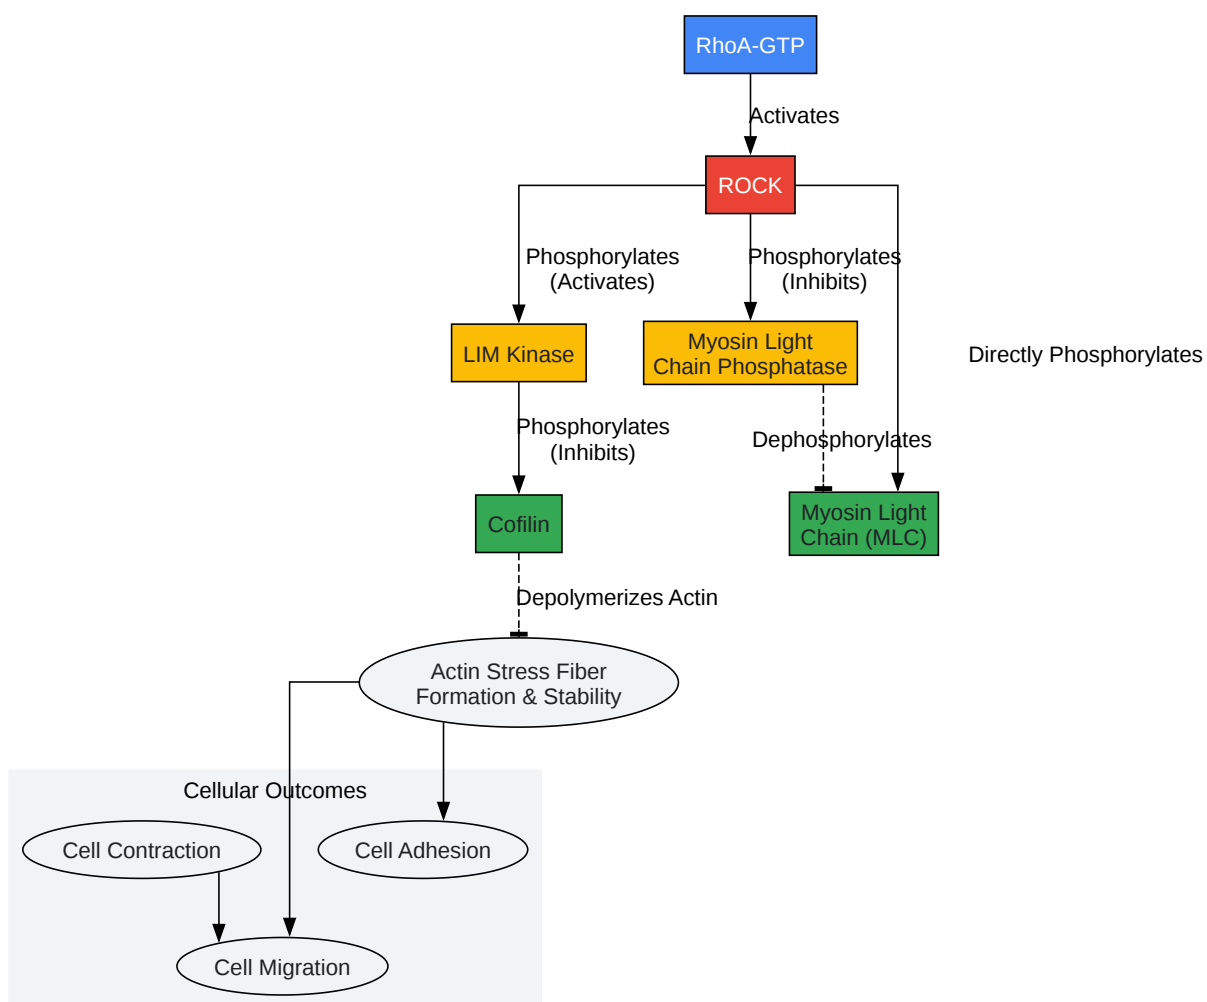 RhoA-GTP
Activates
ROCK
Phosphorylates
(Activates)
Phosphorylates
(Inhibits)
LIM Kinase
Myosin Light
Chain Phosphatase
Directly Phosphorylates
Phosphorylates
(Inhibits)
Dephosphorylates
Cofilin
Myosin Light
Chain (MLC)
Depolymerizes Actin
Actin Stress Fiber
Formation & Stability
Cellular Outcomes
Cell Contraction
Cell Adhesion
Cell Migration